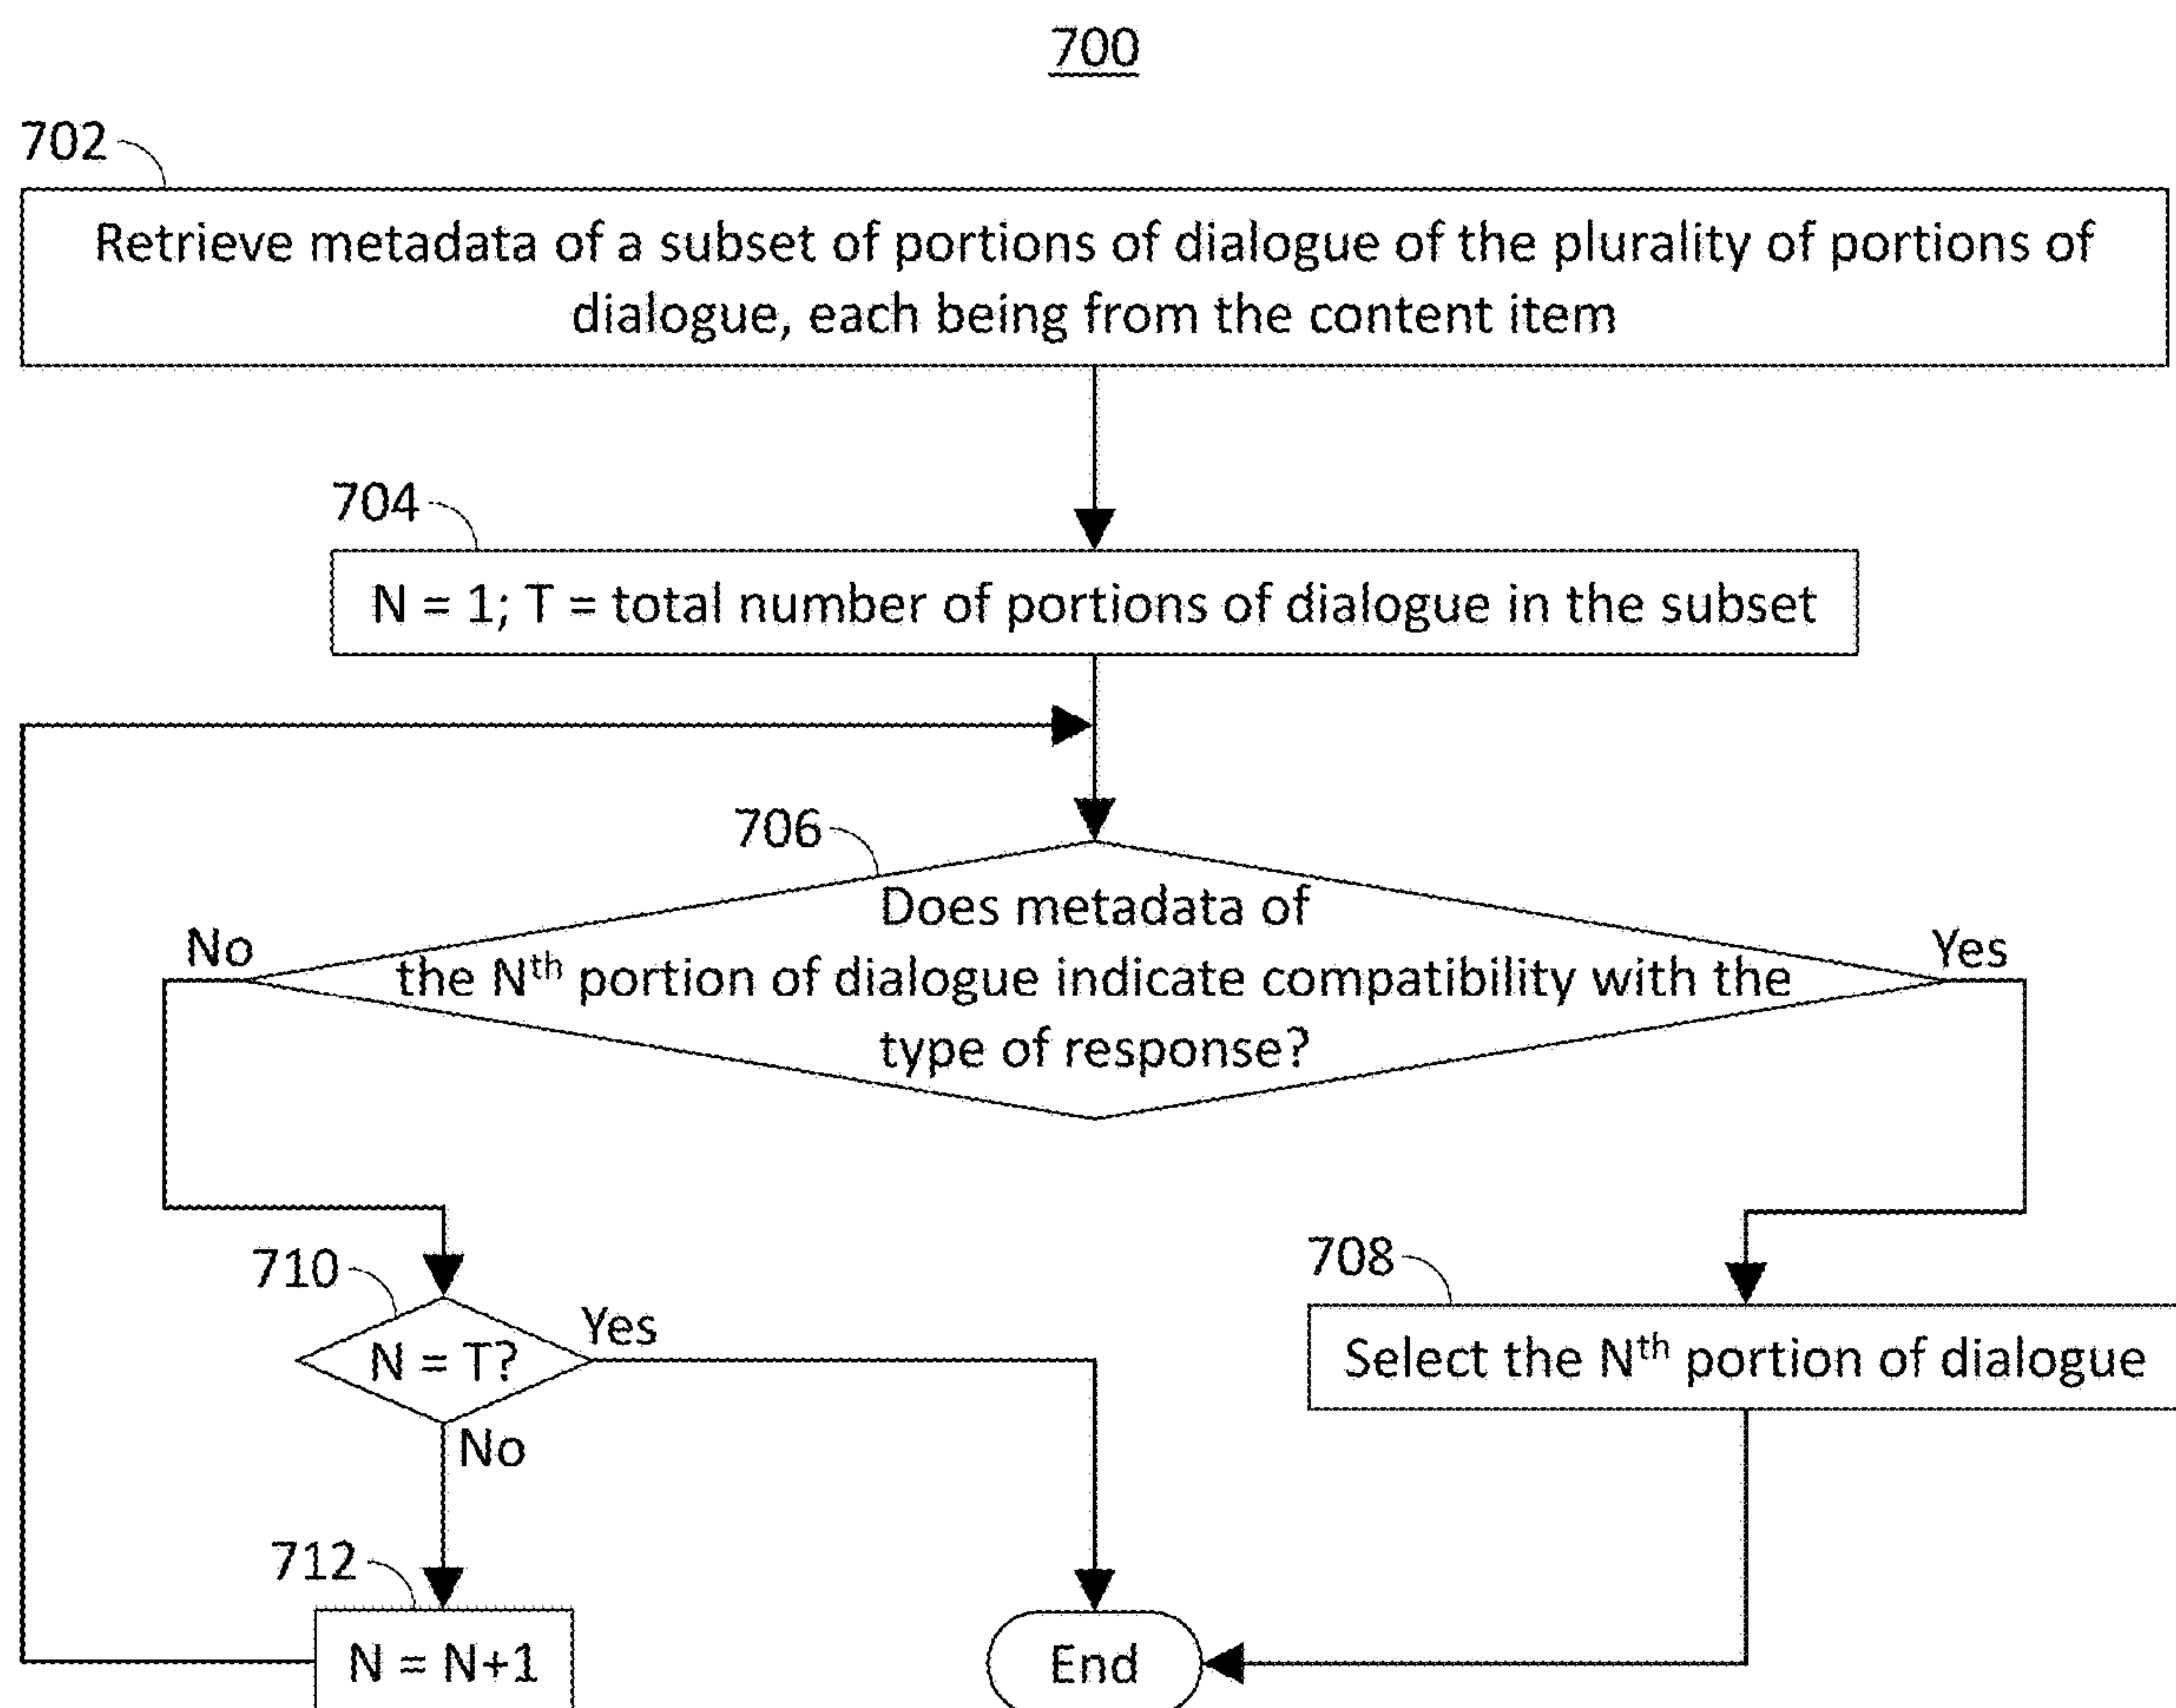 700
702
Retrieve metadata of a subset of portions of dialogue of the plurality of portions of
dialogue, each being from the content item
704
N = 1; T = total number of portions of dialogue in the subset
706
Does metadata of
the Nth portion of dialogue indicate compatibility with the
type of response?
No
Yes
710
N = T?
Yes
No
708
Select the Nth portion of dialogue
712
N = N+1
End